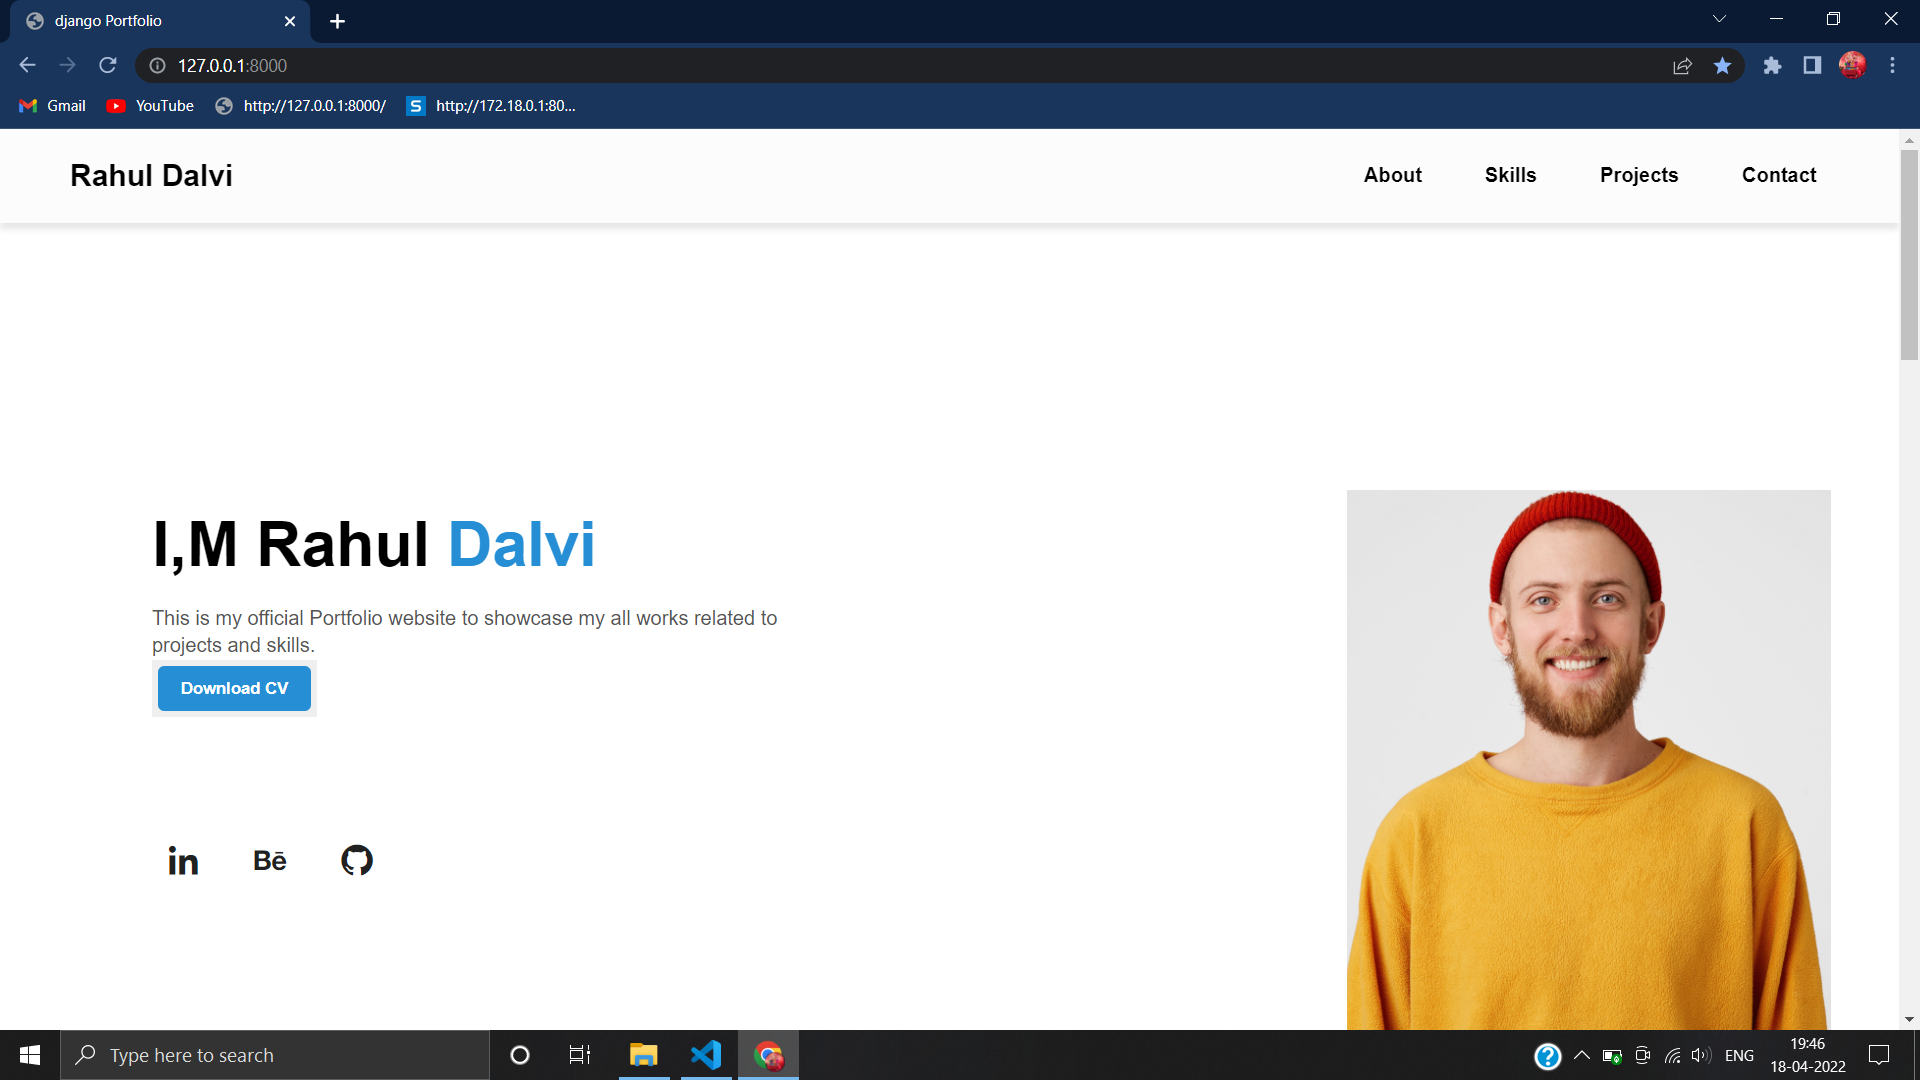 django Portfolio
127.0.0.1:8000
Gmail
YouTube
http://127.0.0.1:8000/
S
http://172.18.0.1:80...
Rahul Dalvi
About
Skills
Projects
Contact
I,M Rahul Dalvi
This is my official Portfolio website to showcase my all works related to
projects and skills.
Download CV
in
Bē
Type here to search
ENG
19:46
18-04-2022